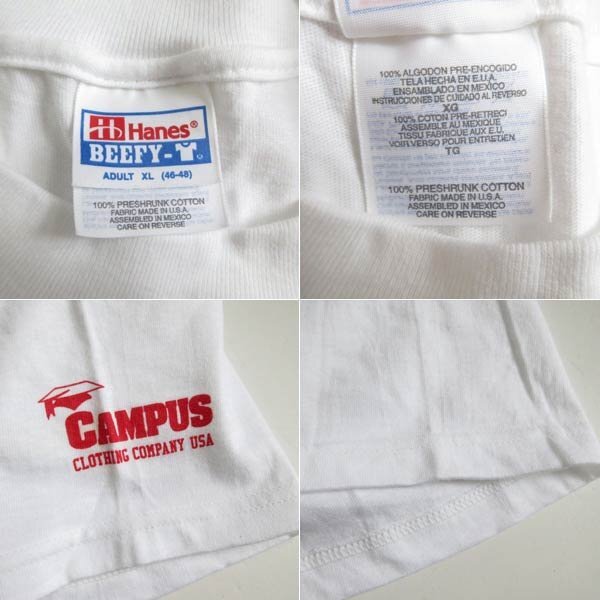 Hanes®
BEEFY-T
ADULT XL (46-48)
100% PRESHRUNK COTTON
FABRIC MADE IN U.S.A.
ASSEMBLED IN MEXICO
CARE ON REVERSE
100% ALGODON PRE-ENCOGIDO
TELA HECHA EN E.U.A.
ENSAMBLADO EN MEXICO
INSTRUCCIONES DE CUIDADO AL REVERSO
XG
100% COTON PRE-RETRECI
ASSEMBLE AU MEXIQUE
TISSU FABRIQUE AUX E.U.
VOIR VERSO POUR ENTRETIEN
TG
100% PRESHRUNK COTTON
FABRIC MADE IN U.S.A.
ASSEMBLED IN MEXICO
CARE ON REVERSE
CAMPUS
CLOTHING COMPANY USA